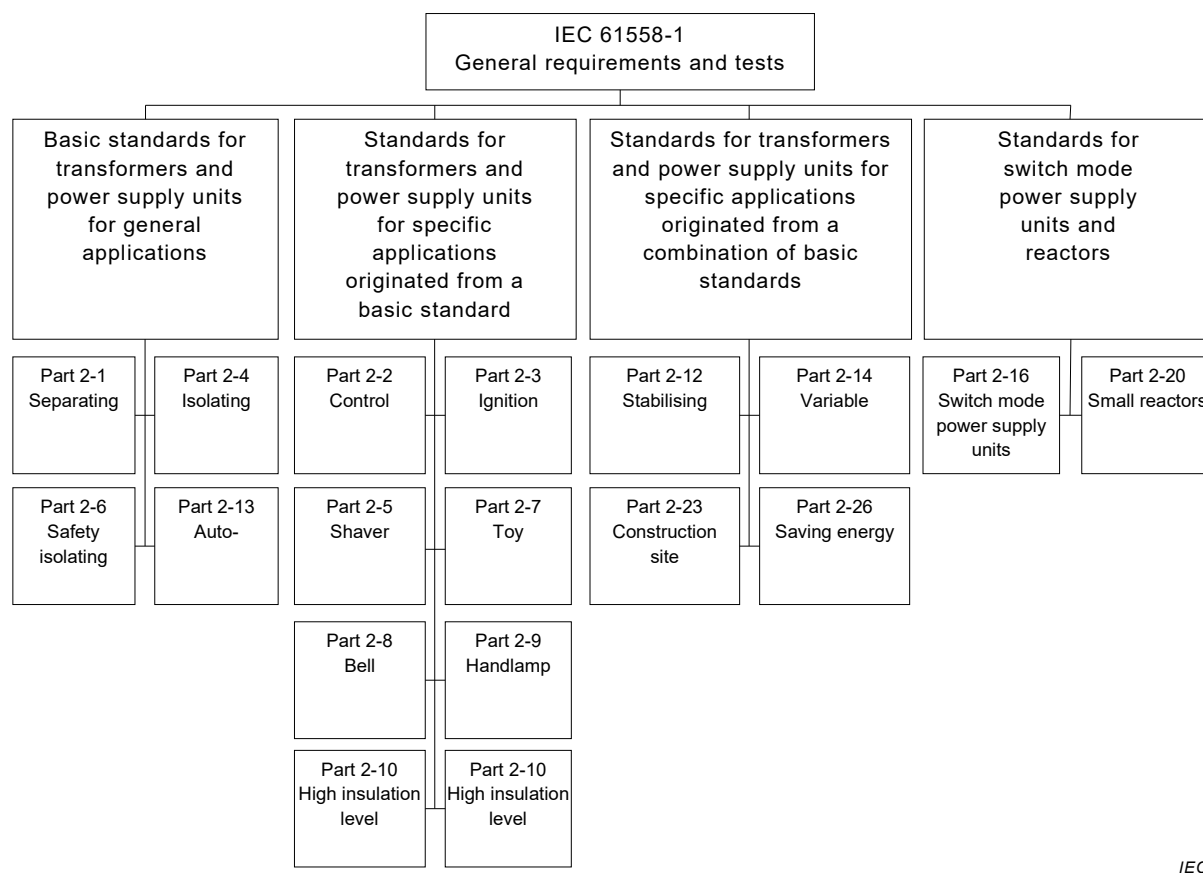 IEC 61558-1
General requirements and tests
Basic standards for
transformers and
power supply units
for general
applications
Standards for
transformers and
power supply units
for specific
applications
originated from a
basic standard
Standards for transformers
and power supply units for
specific applications
originated from a
combination of basic
standards
Standards for
switch mode
power supply
units and
reactors
Part 2-1
Separating
Part 2-4
Isolating
Part 2-6
Safety
isolating
Part 2-13
Auto-
Part 2-2
Control
Part 2-3
Ignition
Part 2-5
Shaver
Part 2-7
Toy
Part 2-8
Bell
Part 2-9
Handlamp
Part 2-10
High insulation
level
Part 2-10
High insulation
level
Part 2-12
Stabilising
Part 2-14
Variable
Part 2-23
Construction
site
Part 2-26
Saving energy
Part 2-16
Switch mode
power supply
units
Part 2-20
Small reactors
IEC